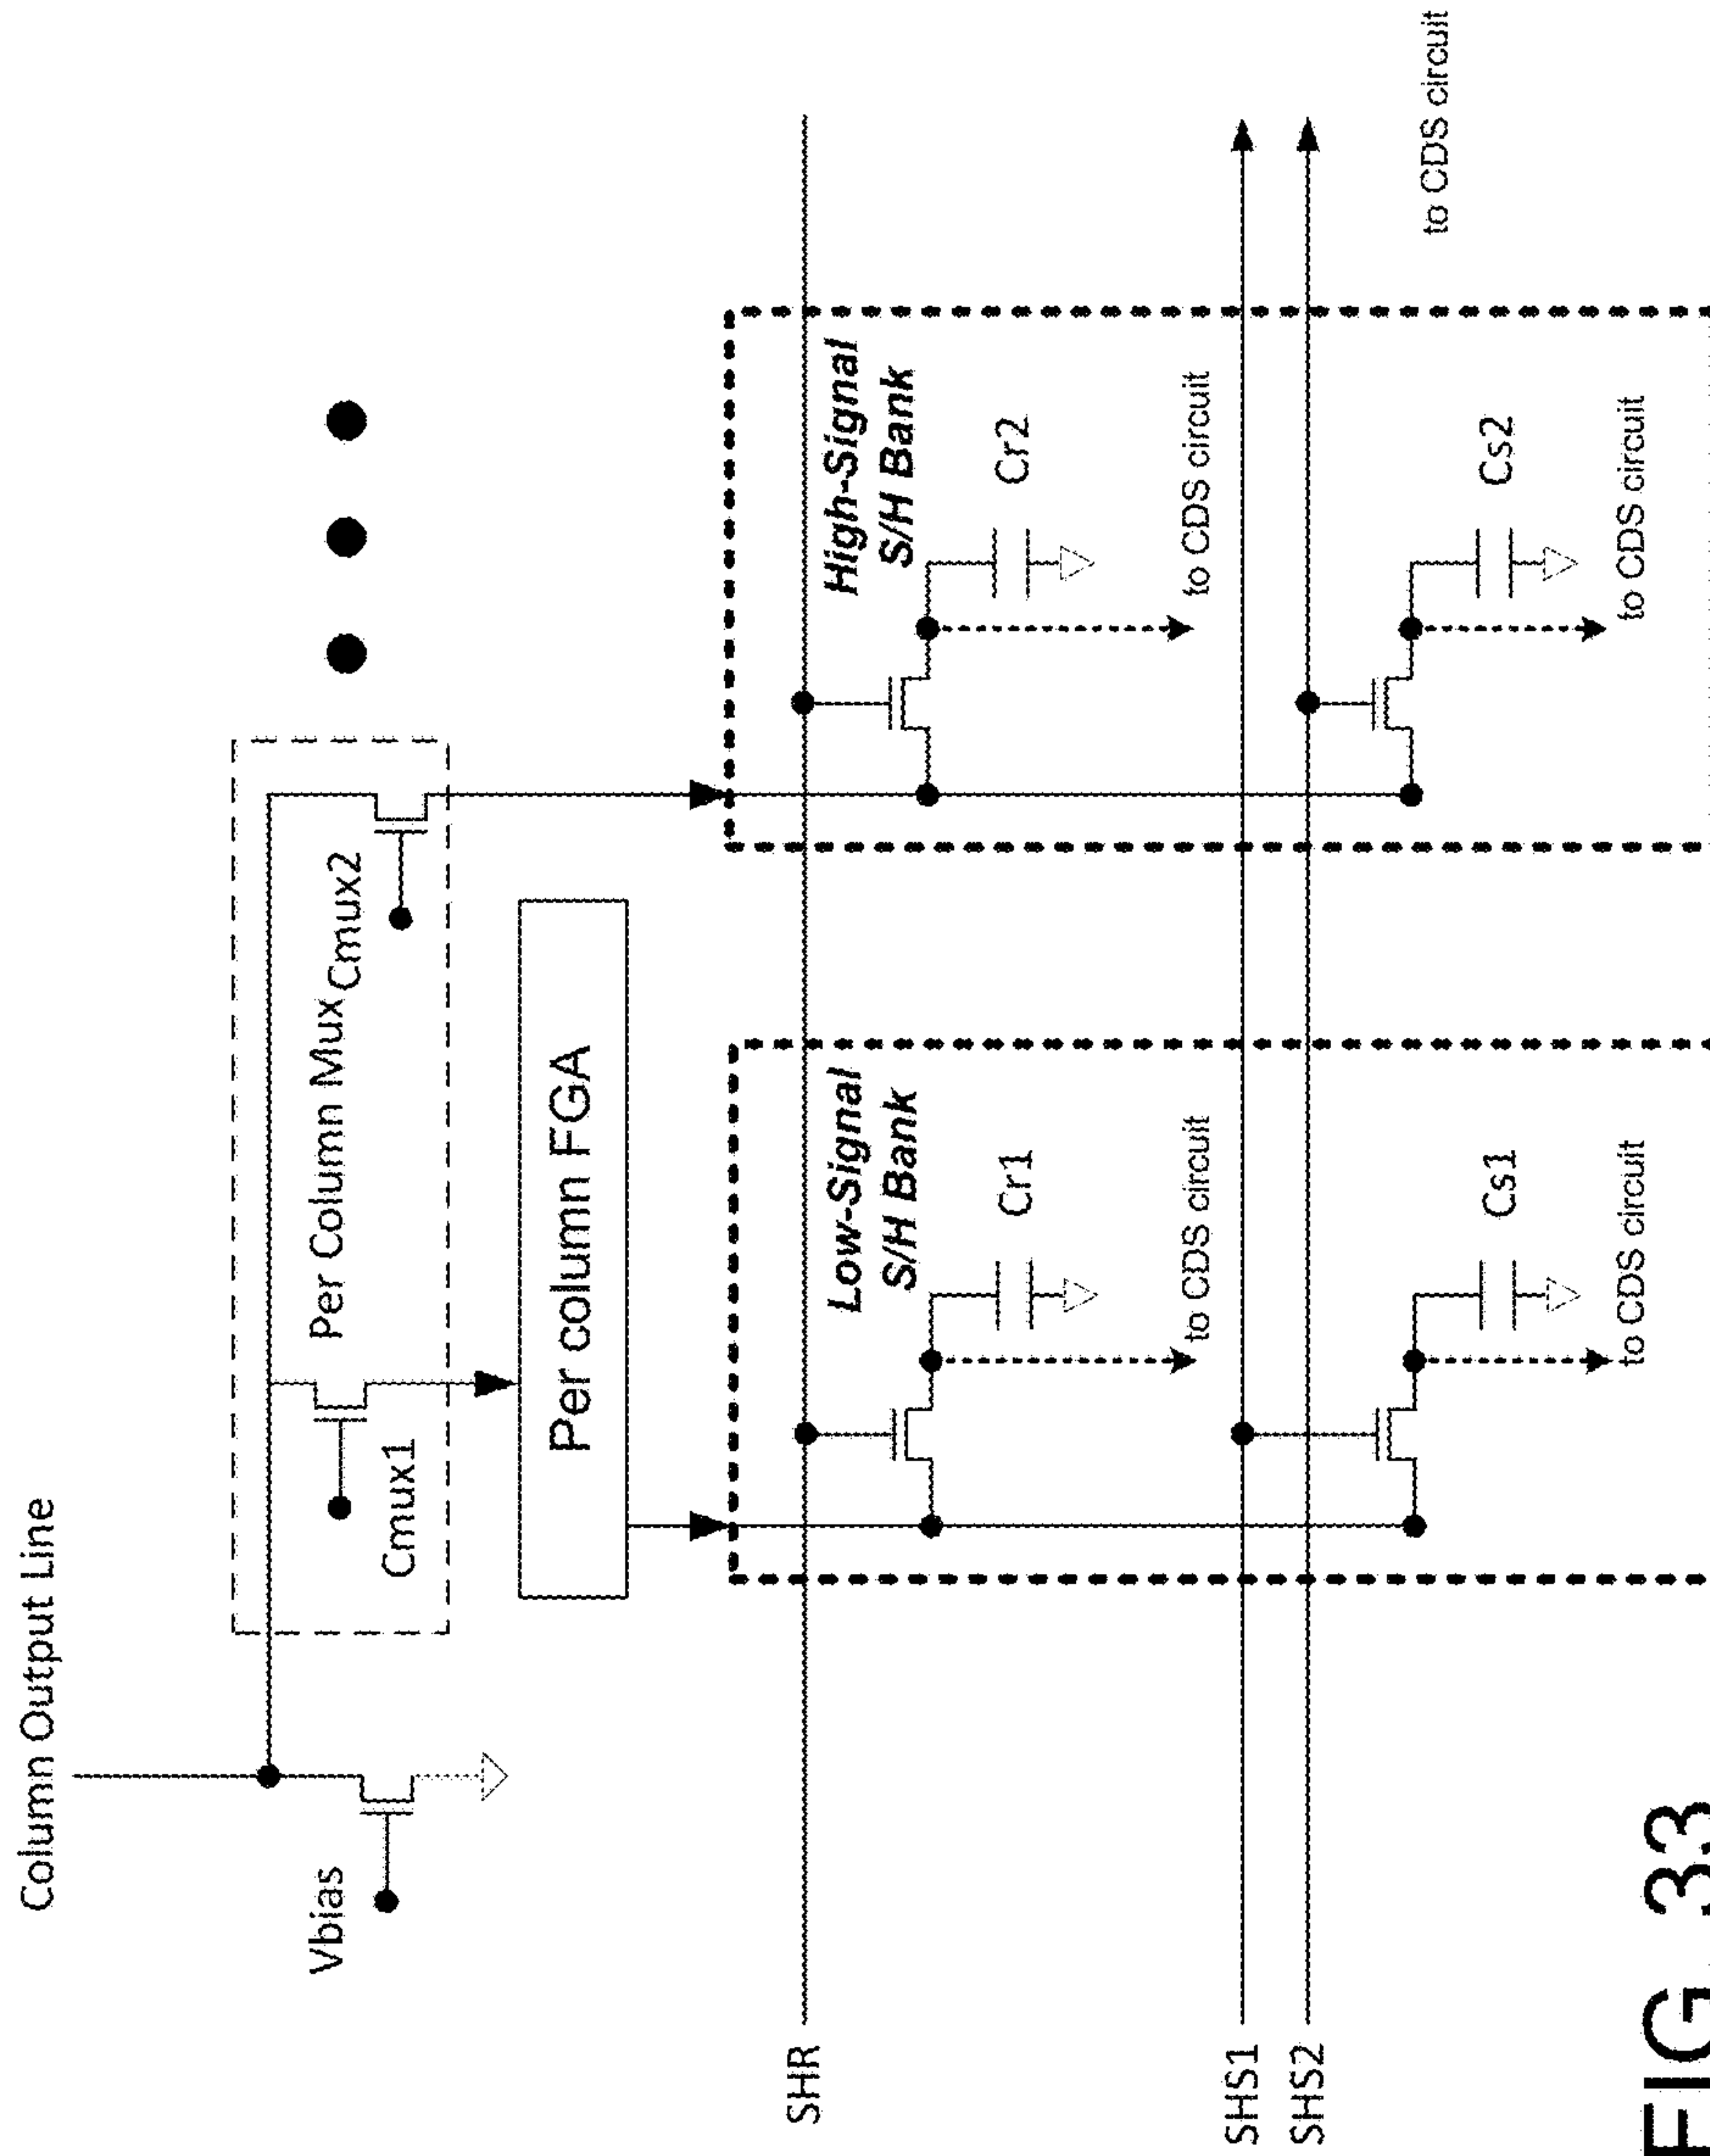 Column Output Line
Vbias
Per Column Mux
Cmux1
Cmux2
Per column FGA
SHR
Low-Signal
S/H Bank
High-Signal
S/H Bank
Cr1
Cr2
to CDS circuit
to CDS circuit
SHS1
SHS2
to CDS circuit
Cs1
Cs2
to CDS circuit
to CDS circuit
FIG. 33